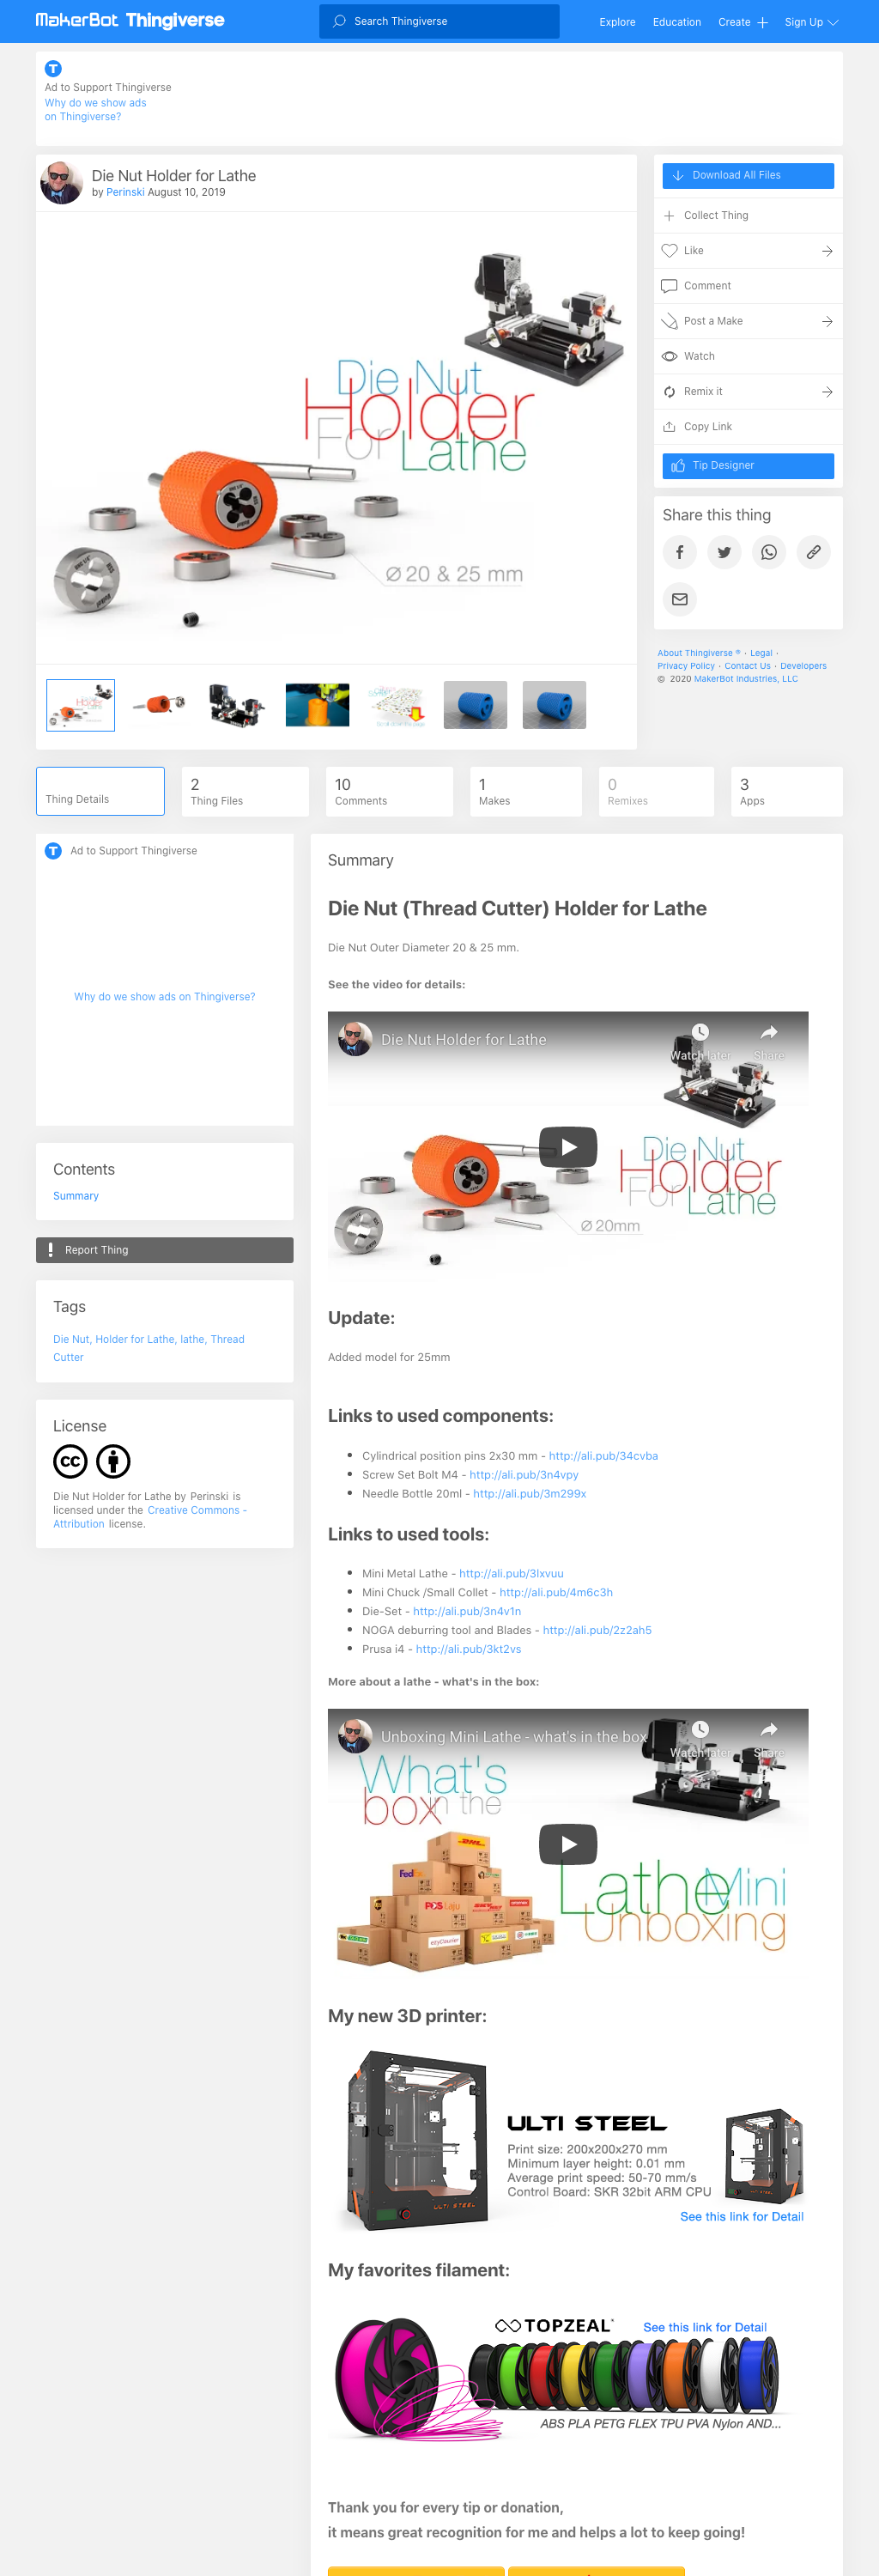 MakerBot Thingiverse
Search Thingiverse
Explore
Education
Create
Sign Up
Ad to Support Thingiverse
Why do we show ads
on Thingiverse?
Die Nut Holder for Lathe
by Perinski August 10, 2019
Die Nut
Holder
For
Lathe
Ø 20 & 25 mm
Download All Files
Collect Thing
Like
Comment
Post a Make
Watch
Remix it
Copy Link
Tip Designer
Share this thing
About Thingiverse ® · Legal ·
Privacy Policy · Contact Us · Developers
© 2020 MakerBot Industries, LLC
Thing Details
2
Thing Files
10
Comments
1
Makes
0
Remixes
3
Apps
Ad to Support Thingiverse
Why do we show ads on Thingiverse?
Contents
Summary
Report Thing
Tags
Die Nut, Holder for Lathe, lathe, Thread
Cutter
License
cc
Die Nut Holder for Lathe by Perinski is
licensed under the Creative Commons -
Attribution license.
Summary
Die Nut (Thread Cutter) Holder for Lathe
Die Nut Outer Diameter 20 & 25 mm.
See the video for details:
Die Nut Holder for Lathe
Watch later
Share
Die Nut
Holder
For
Lathe
Ø 20mm
Update:
Added model for 25mm
Links to used components:
Cylindrical position pins 2x30 mm - http://ali.pub/34cvba
Screw Set Bolt M4 - http://ali.pub/3n4vpy
Needle Bottle 20ml - http://ali.pub/3m299x
Links to used tools:
Mini Metal Lathe - http://ali.pub/3lxvuu
Mini Chuck /Small Collet - http://ali.pub/4m6c3h
Die-Set - http://ali.pub/3n4v1n
NOGA deburring tool and Blades - http://ali.pub/2z2ah5
Prusa i4 - http://ali.pub/3kt2vs
More about a lathe - what's in the box:
Unboxing Mini Lathe - what's in the box
Watch later
Share
What's
in the
box
DHL
FedEx
POS Laju
Lathe Mini
Unboxing
My new 3D printer:
ULTI STEEL
ULTI STEEL
Print size: 200x200x270 mm
Minimum layer height: 0.01 mm
Average print speed: 50-70 mm/s
Control Board: SKR 32bit ARM CPU
See this link for Detail
My favorites filament:
TOPZEAL
See this link for Detail
ABS PLA PETG FLEX TPU PVA Nylon AND...
Thank you for every tip or donation,
it means great recognition for me and helps a lot to keep going!